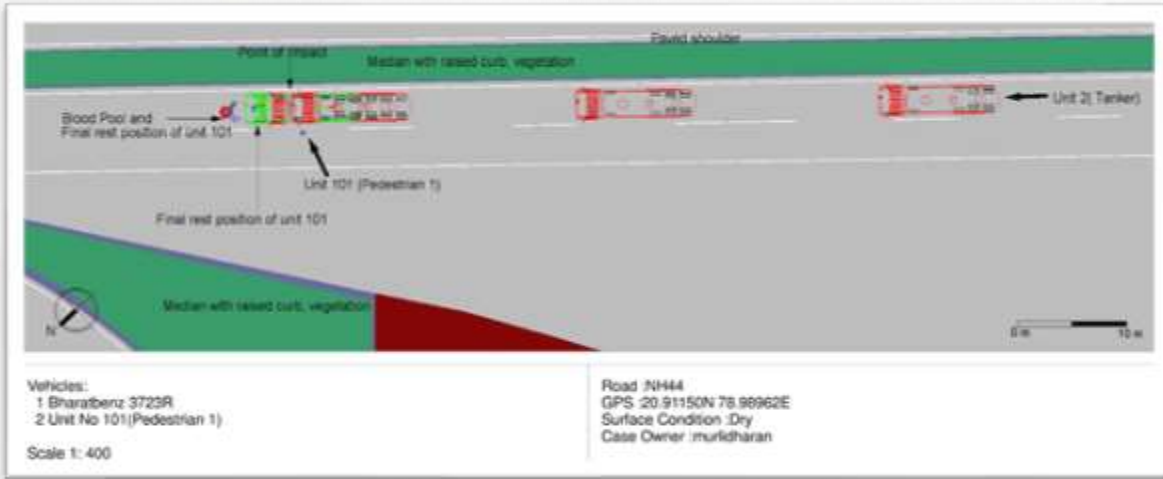 Paved shoulder
Point of Impact
Median with raised curb, vegetation
Unit 2( Tanker)
Blood Pool and
Final rest position of unit 101
Unit 101 (Pedestrian 1)
Final rest position of unit 101
Median with raised curb, vegetation
N
0 m
10 m
Vehicles:
1 Bharatbenz 3723R
2 Unit No 101(Pedestrian 1)
Scale 1: 400
Road :NH44
GPS :20.91150N 78.98962E
Surface Condition :Dry
Case Owner :murlidharan